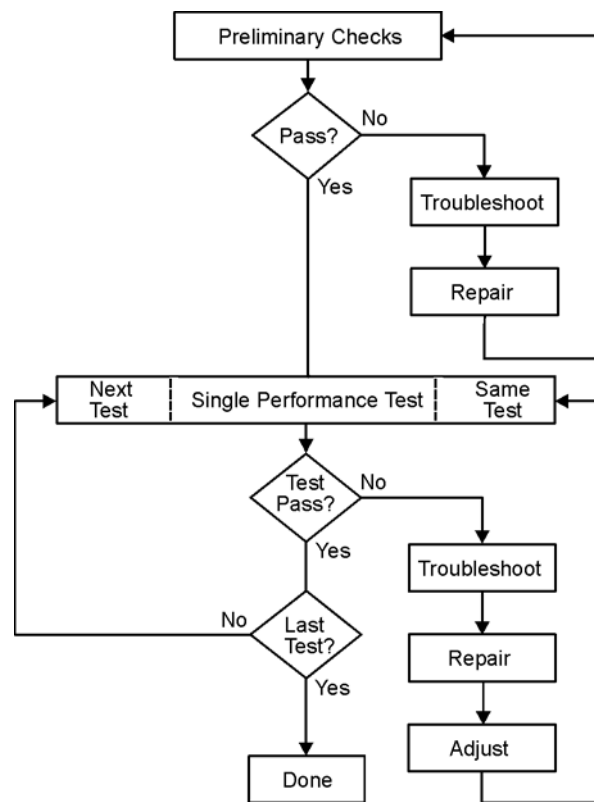 Preliminary Checks
Pass?
No
Yes
Troubleshoot
Repair
Next
Test
Single Performance Test
Same
Test
Test
Pass?
No
Yes
Troubleshoot
No
Last
Test?
Yes
Repair
Adjust
Done